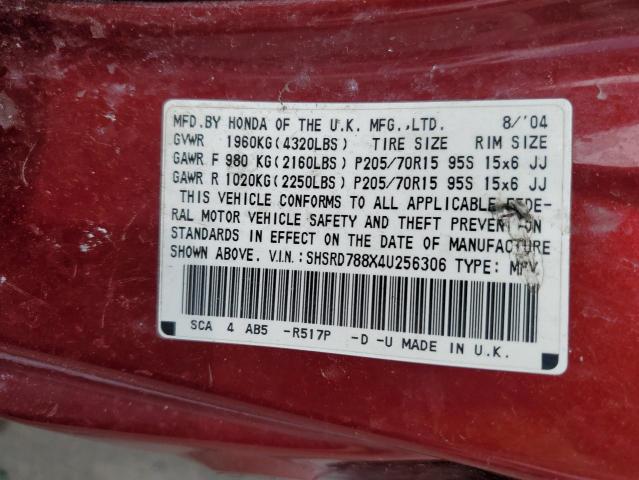 MFD.BY HONDA OF THE U.K. MFG.,LTD. 8/'04
GVWR 1960KG(4320LBS) TIRE SIZE RIM SIZE
GAWR F 980 KG(2160LBS) P205/70R15 95S 15x6 JJ
GAWR R 1020KG(2250LBS) P205/70R15 95S 15x6 JJ
THIS VEHICLE CONFORMS TO ALL APPLICABLE FEDE-
RAL MOTOR VEHICLE SAFETY AND THEFT PREVENTION
STANDARDS IN EFFECT ON THE DATE OF MANUFACTURE
SHOWN ABOVE. V.I.N.:SHSRD788X4U256306 TYPE: MPV
SCA 4 AB5 -R517P -D -U MADE IN U.K.